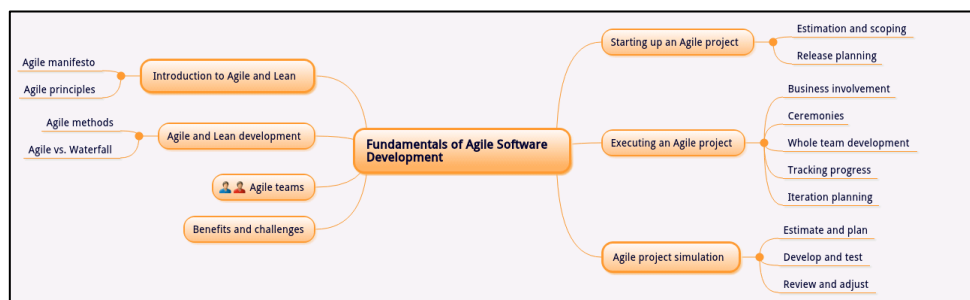 Fundamentals of Agile Software
Development
Introduction to Agile and Lean
Agile manifesto
Agile principles
Agile and Lean development
Agile methods
Agile vs. Waterfall
Agile teams
Benefits and challenges
Starting up an Agile project
Estimation and scoping
Release planning
Executing an Agile project
Business involvement
Ceremonies
Whole team development
Tracking progress
Iteration planning
Agile project simulation
Estimate and plan
Develop and test
Review and adjust